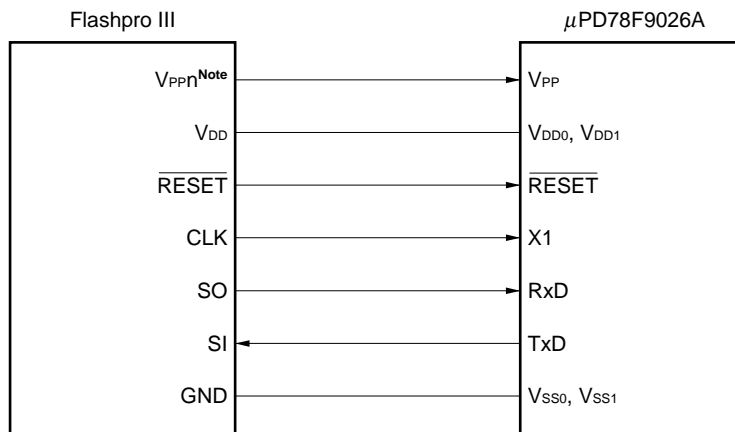 Flashpro III µPD78F9026A
VPPnNote VPP
VDD VDD0, VDD1
RESET RESET
CLK X1
SO RxD
SI TxD
GND VSS0, VSS1